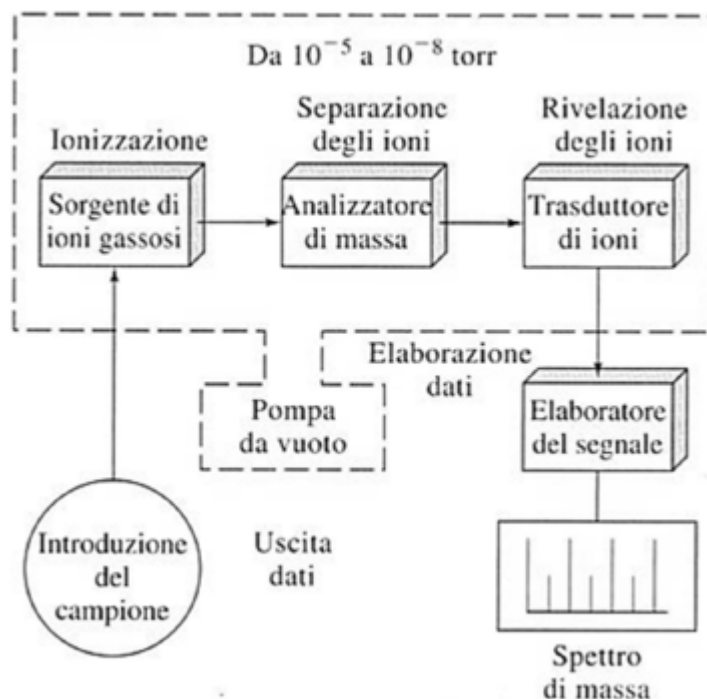 Da 10⁻⁵ a 10⁻⁸ torr
Ionizzazione
Separazione
degli ioni
Rivelazione
degli ioni
Sorgente di
ioni gassosi
Analizzatore
di massa
Trasduttore
di ioni
Elaborazione
dati
Pompa
da vuoto
Elaboratore
del segnale
Introduzione
del
campione
Uscita
dati
Spettro
di massa